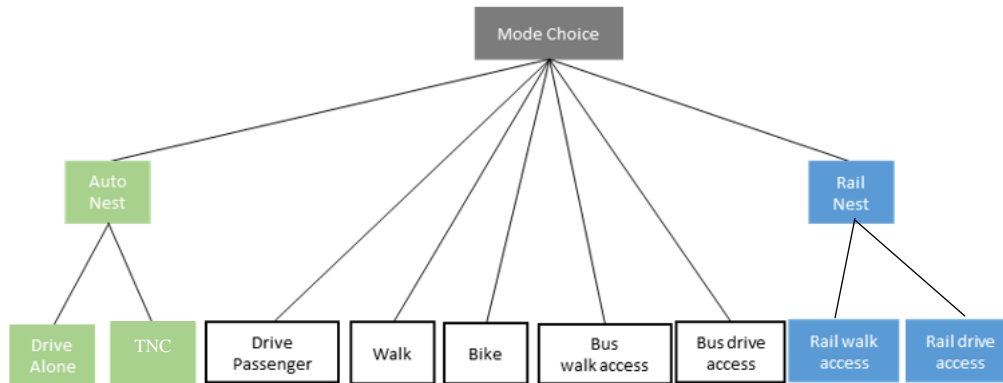 Mode Choice
Auto
Nest
Rail
Nest
Drive
Alone
TNC
Drive
Passenger
Walk
Bike
Bus
walk access
Bus drive
access
Rail walk
access
Rail drive
access